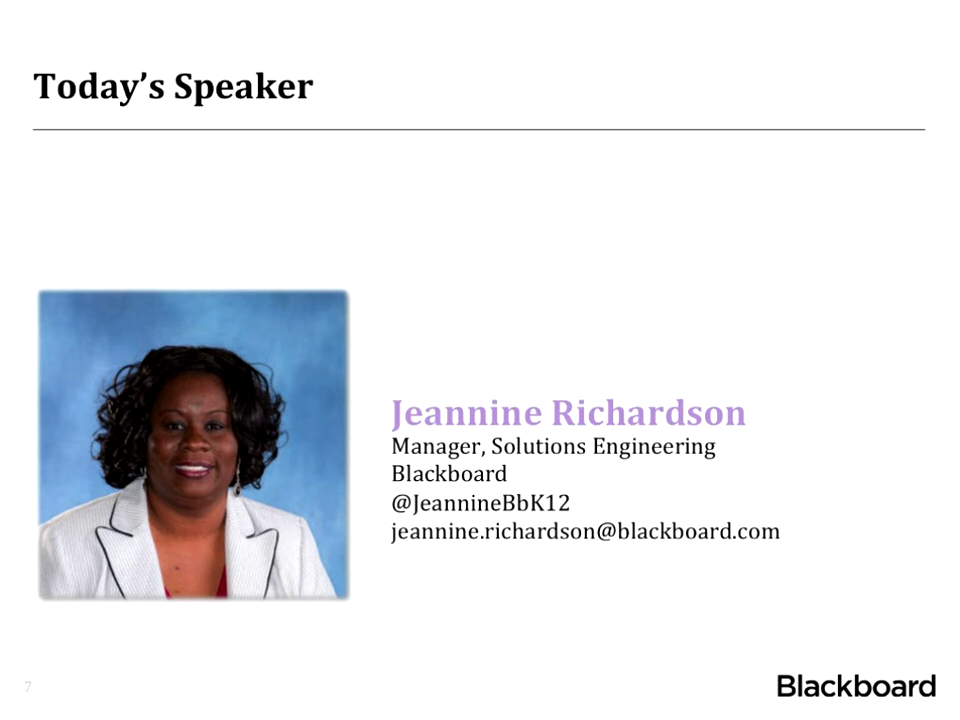 Today’s Speaker
Jeannine Richardson
Manager, Solutions Engineering
Blackboard
@JeannineBbK12
jeannine.richardson@blackboard.com
7
Blackboard